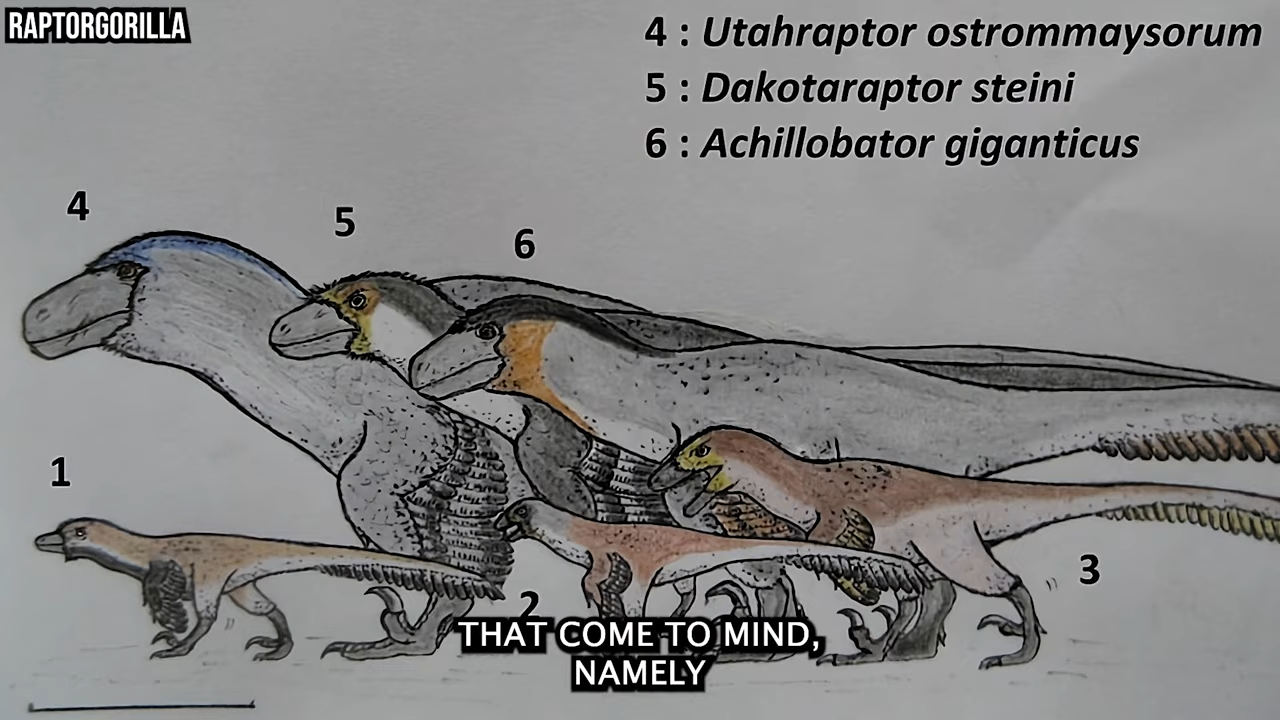 RAPTORGORILLA
4 : Utahraptor ostrommaysorum
5 : Dakotaraptor steini
6 : Achillobator giganticus
4
5
6
1
2
3
THAT COME TO MIND,
NAMELY